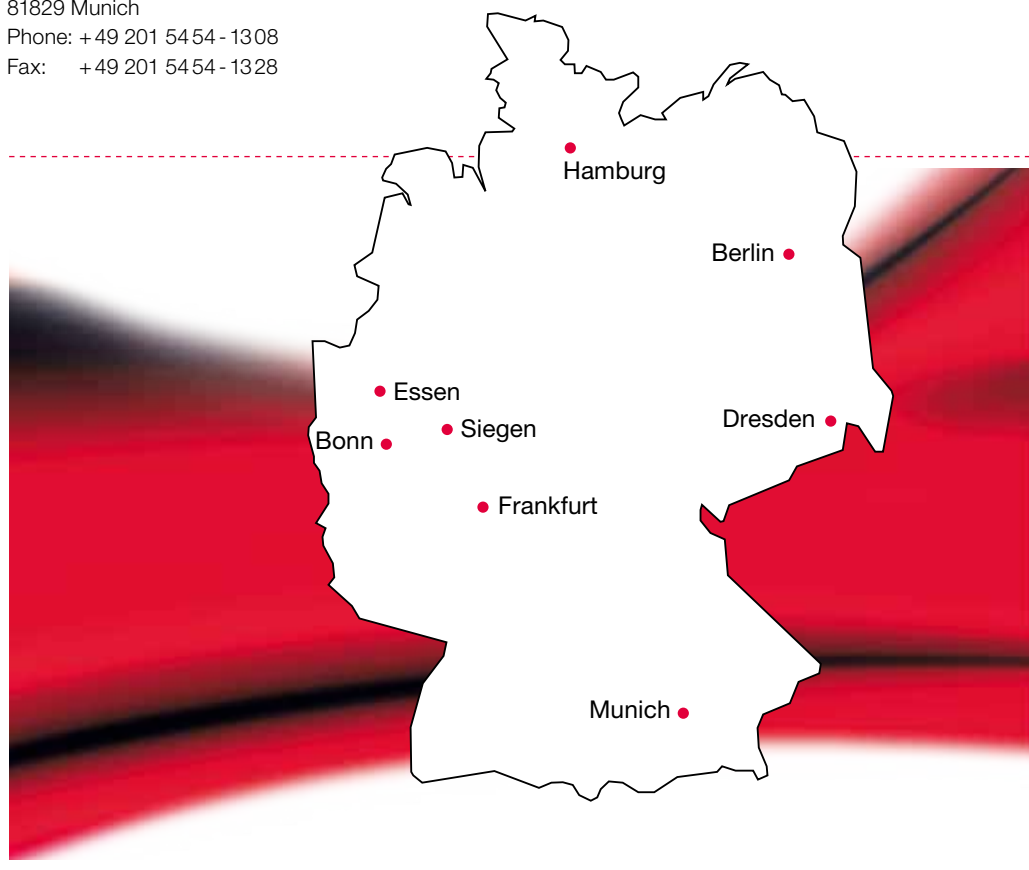 81829 Munich
Phone: +49 201 5454-1308
Fax: +49 201 5454-1328
Hamburg
Berlin
Essen
Dresden
Siegen
Bonn
Frankfurt
Munich